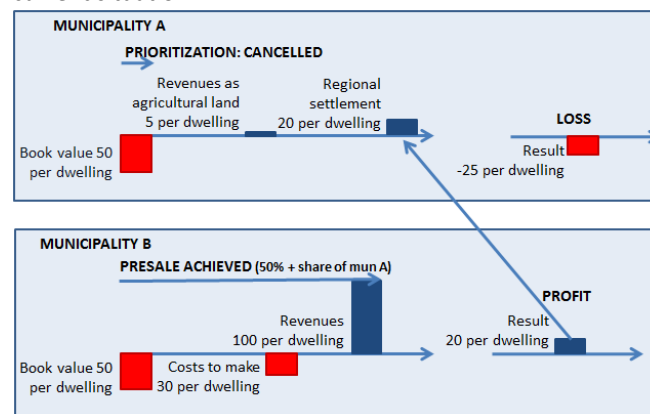 MUNICIPALITY A
PRIORITIZATION: CANCELLED
Revenues as
agricultural land
5 per dwelling
Regional
settlement
20 per dwelling
Book value 50
per dwelling
LOSS
Result
-25 per dwelling
MUNICIPALITY B
PRESALE ACHIEVED (50% + share of mun A)
Revenues
100 per dwelling
PROFIT
Result
20 per dwelling
Book value 50
per dwelling
Costs to make
30 per dwelling